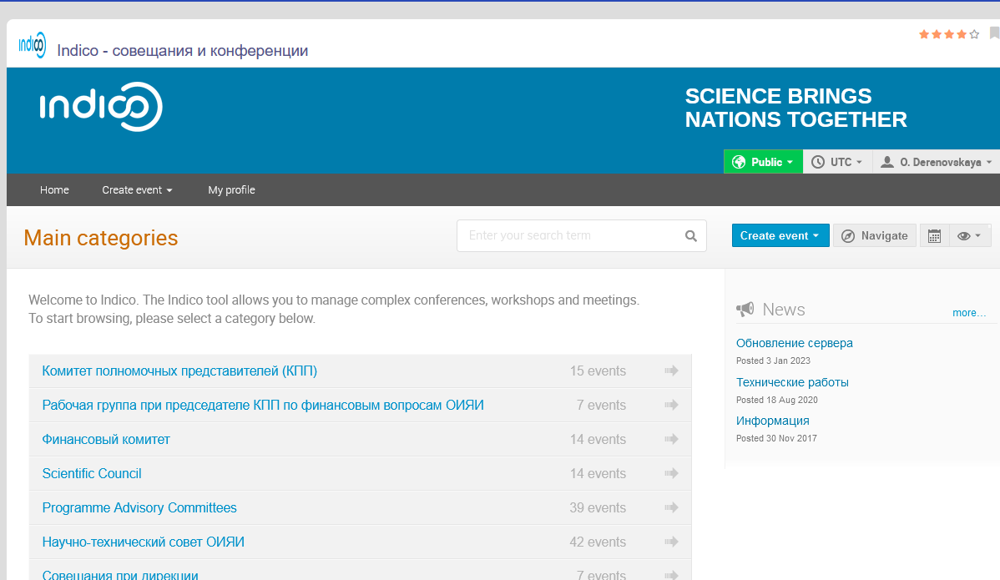 indico
Indico - совещания и конференции
indico
SCIENCE BRINGS
NATIONS TOGETHER
Public
UTC
O. Derenovskaya
Home
Create event
My profile
Main categories
Enter your search term
Create event
Navigate
Welcome to Indico. The Indico tool allows you to manage complex conferences, workshops and meetings.
To start browsing, please select a category below.
Комитет полномочных представителей (КПП) 15 events
Рабочая группа при председателе КПП по финансовым вопросам ОИЯИ 7 events
Финансовый комитет 14 events
Scientific Council 14 events
Programme Advisory Committees 39 events
Научно-технический совет ОИЯИ 42 events
Совещания при дирекции 7 events
News
more...
Обновление сервера
Posted 3 Jan 2023
Технические работы
Posted 18 Aug 2020
Информация
Posted 30 Nov 2017